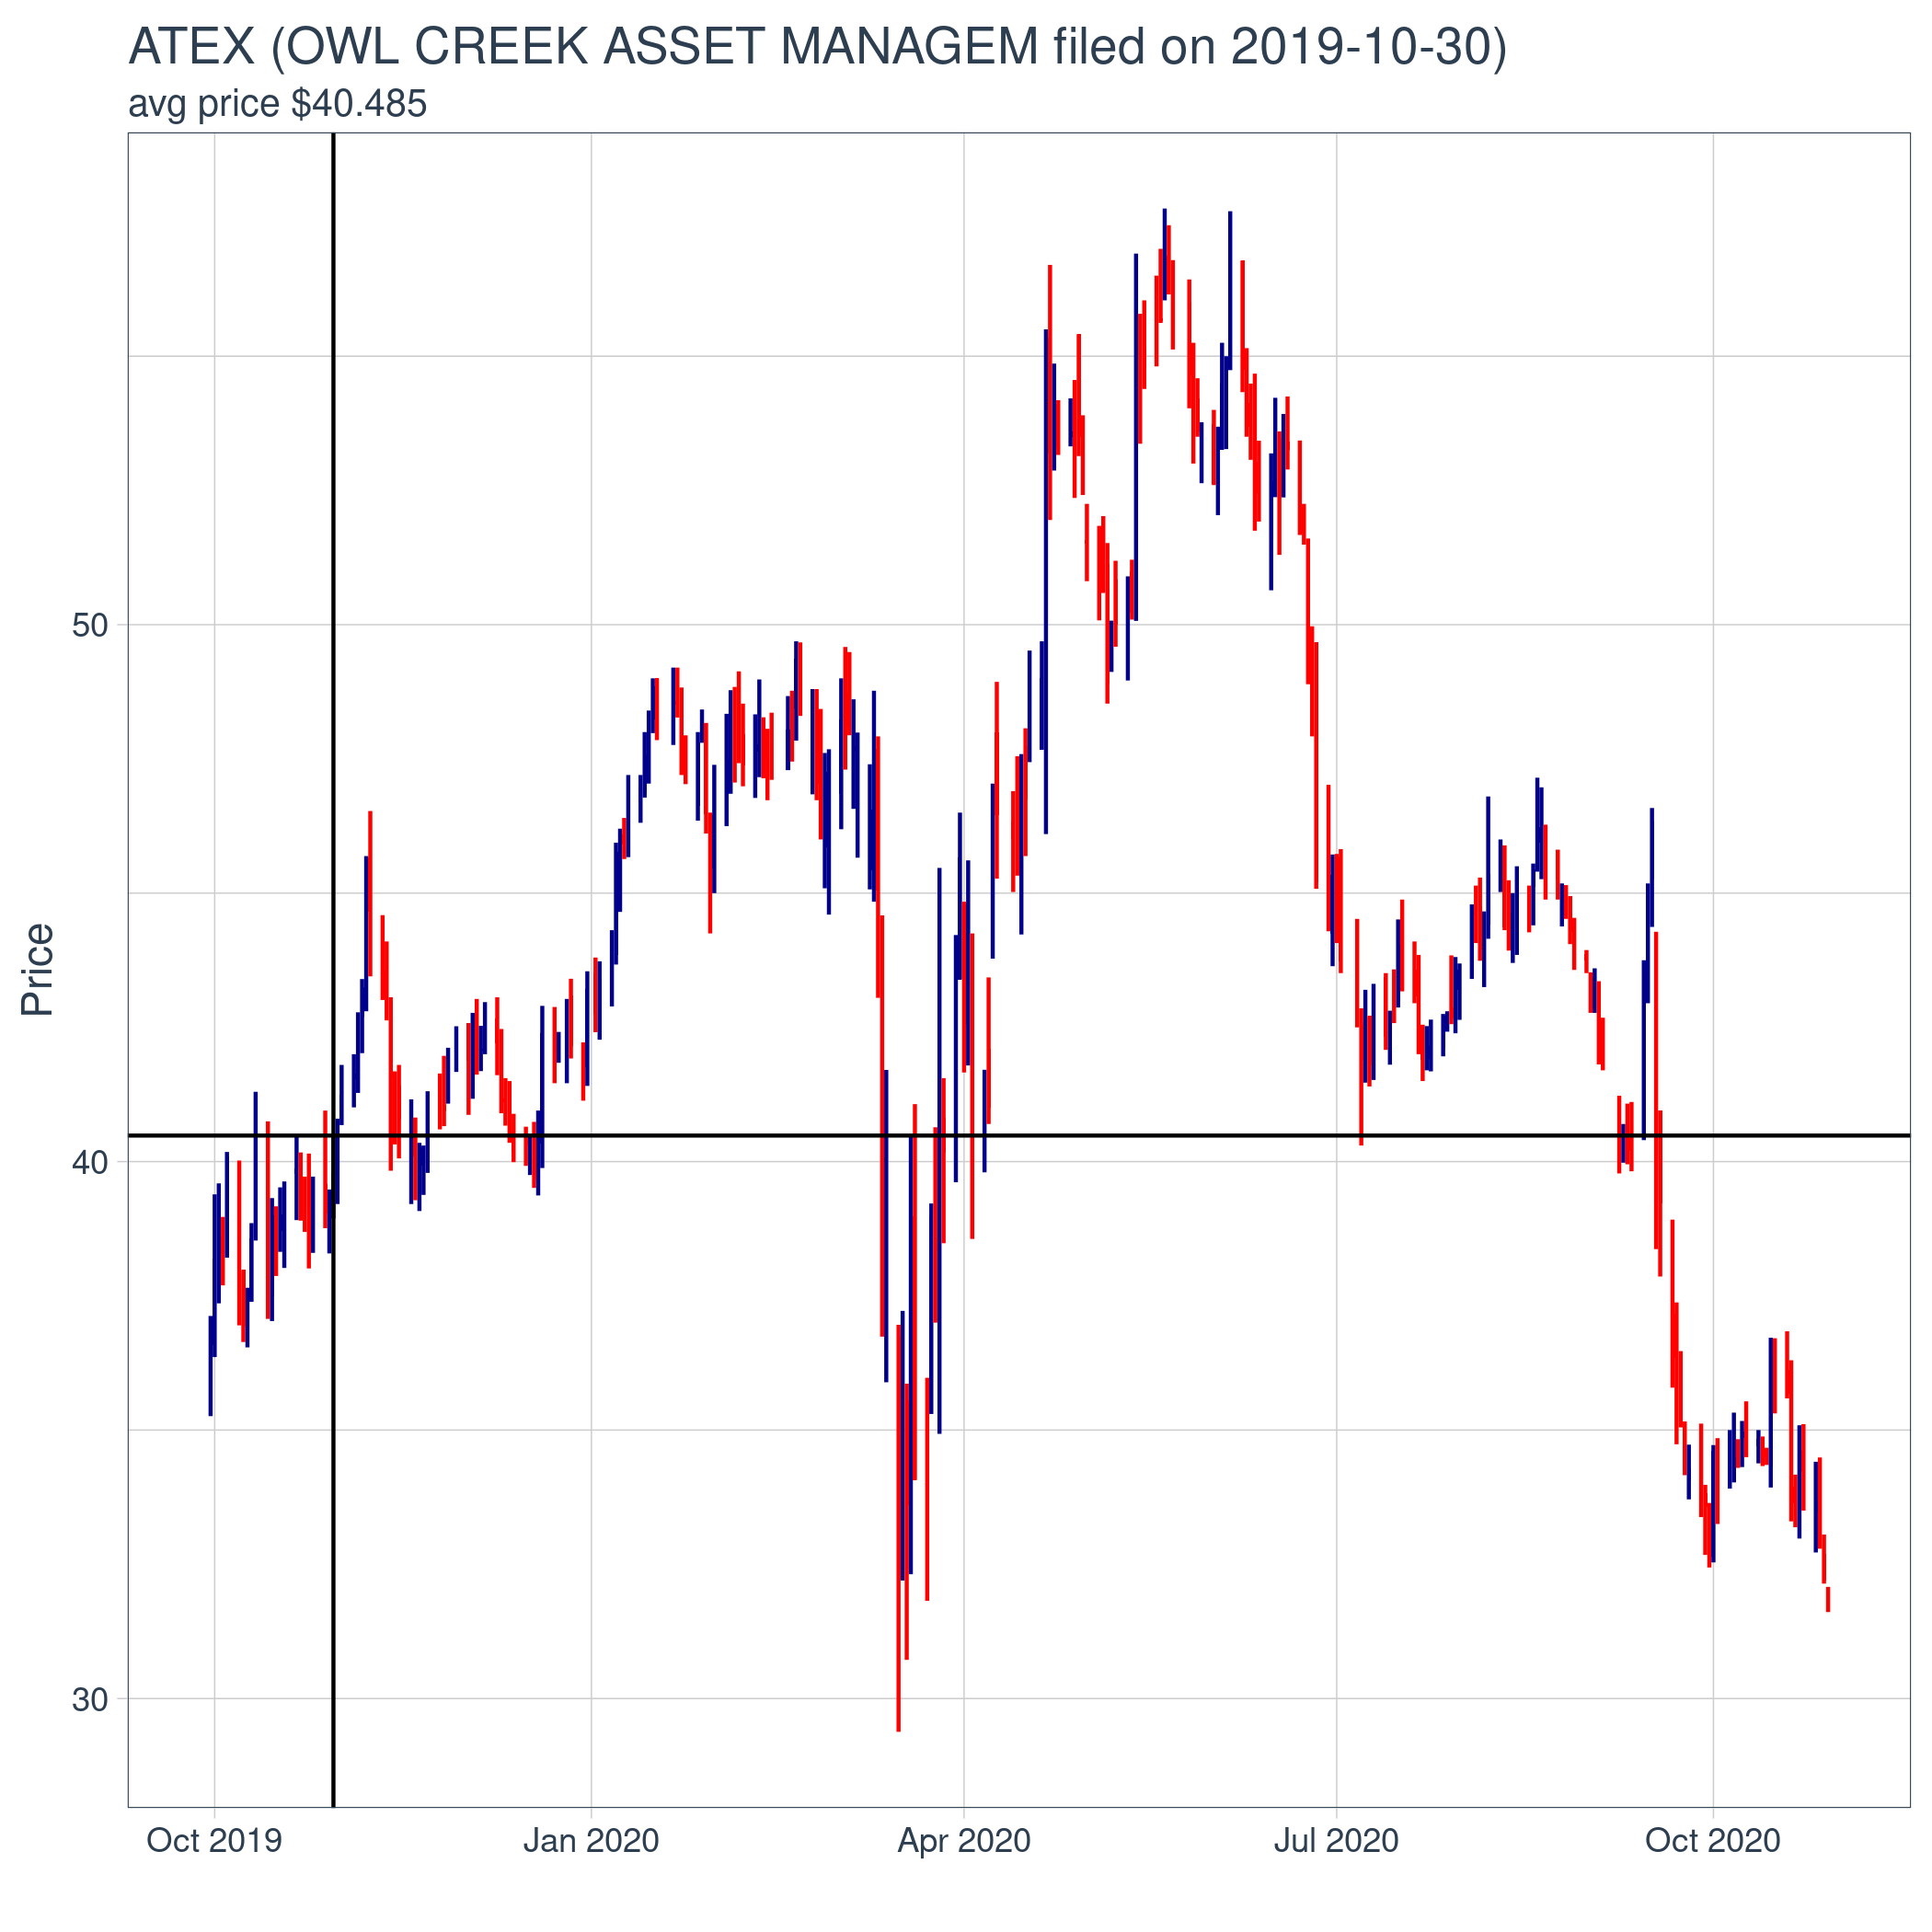 ATEX (OWL CREEK ASSET MANAGEM filed on 2019-10-30)
avg price $40.485
Price
50
40
30
Oct 2019 Jan 2020 Apr 2020 Jul 2020 Oct 2020